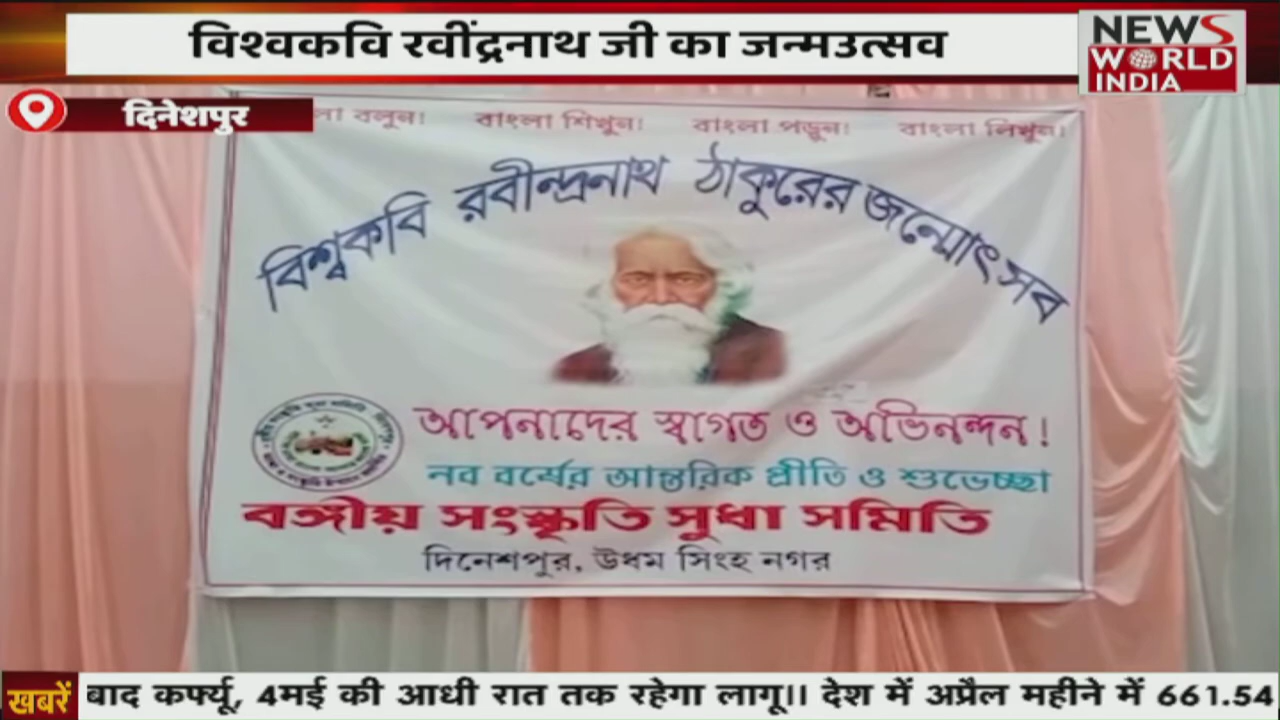 विश्वकवि रवींद्रनाथ जी का जन्मउत्सव
NEWS
WORLD
INDIA
दिनेशपुर
বলুন। বাংলা শিখুন। বাংলা পড়ুন। বাংলা লিখুন।
বিশ্বকবি রবীন্দ্রনাথ ঠাকুরের জন্মোৎসব
আপনাদের স্বাগত ও অভিনন্দন!
নব বর্ষের আন্তরিক প্রীতি ও শুভেচ্ছা
বঙ্গীয় সংস্কৃতি সুধা সমিতি
দিনেশপুর, উধম সিংহ নগর
खबरें
बाद कर्फ्यू, 4मई की आधी रात तक रहेगा लागू।। देश में अप्रैल महीने में 661.54